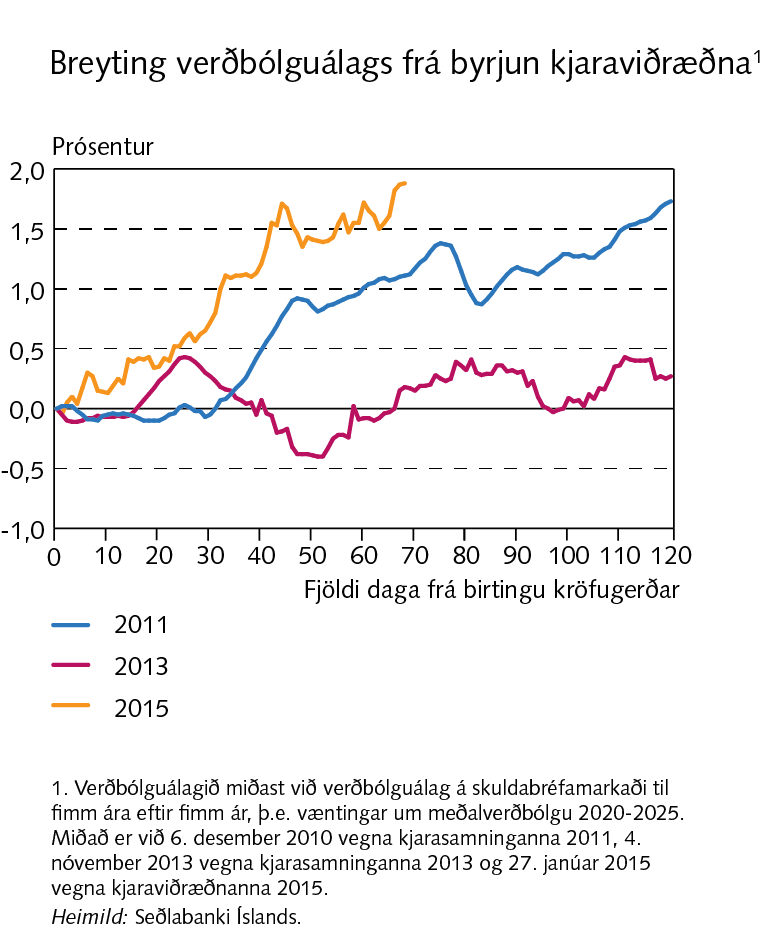 Breyting verðbólguálags frá byrjun kjaraviðræðna¹
Prósentur
2,0
1,5
1,0
0,5
0,0
-0,5
-1,0
0 10 20 30 40 50 60 70 80 90 100 110 120
Fjöldi daga frá birtingu kröfugerðar
2011
2013
2015
1. Verðbólguálagið miðast við verðbólguálag á skuldabréfamarkaði til
fimm ára eftir fimm ár, þ.e. væntingar um meðalverðbólgu 2020-2025.
Miðað er við 6. desember 2010 vegna kjarasamninganna 2011, 4.
nóvember 2013 vegna kjarasamninganna 2013 og 27. janúar 2015
vegna kjaraviðræðnanna 2015.
Heimild: Seðlabanki Íslands.